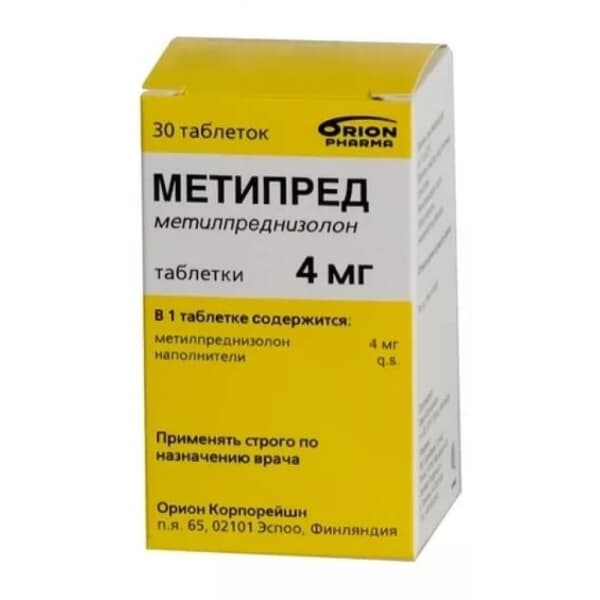 30 таблеток
ORION
PHARMA
МЕТИПРЕД
метилпреднизолон
таблетки 4 мг
В 1 таблетке содержится:
метилпреднизолон 4 мг
наполнители q.s.
Применять строго по
назначению врача
Орион Корпорейшн
п.я. 65, 02101 Эспоо, Финляндия